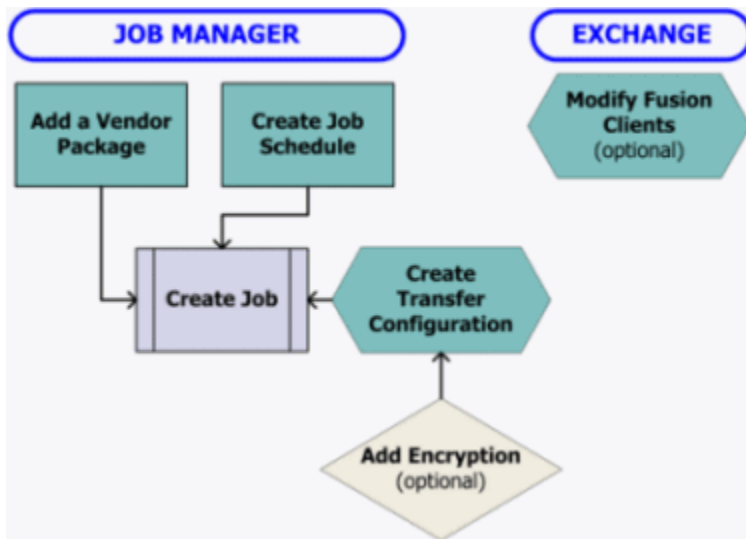 JOB MANAGER
EXCHANGE
Add a Vendor
Package
Create Job
Schedule
Modify Fusion
Clients
(optional)
Create Job
Create
Transfer
Configuration
Add Encryption
(optional)